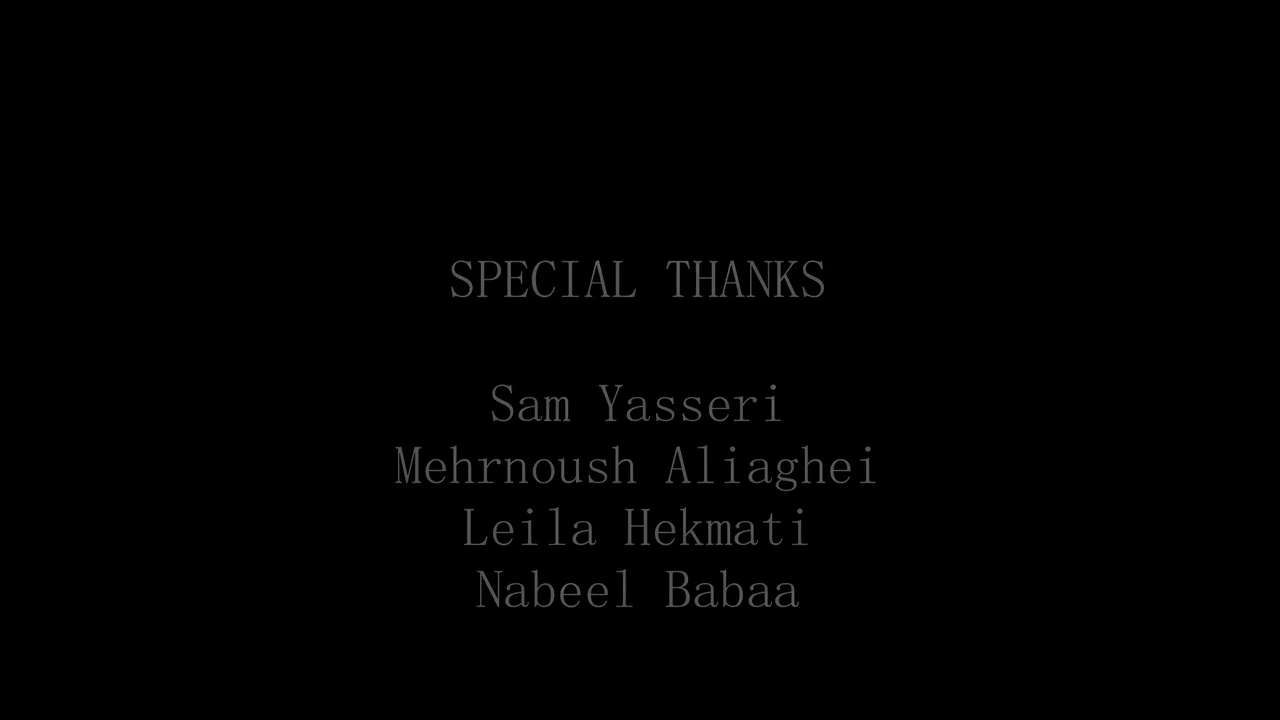 SPECIAL THANKS
Sam Yasseri
Mehrnoush Aliaghei
Leila Hekmati
Nabeel Babaa